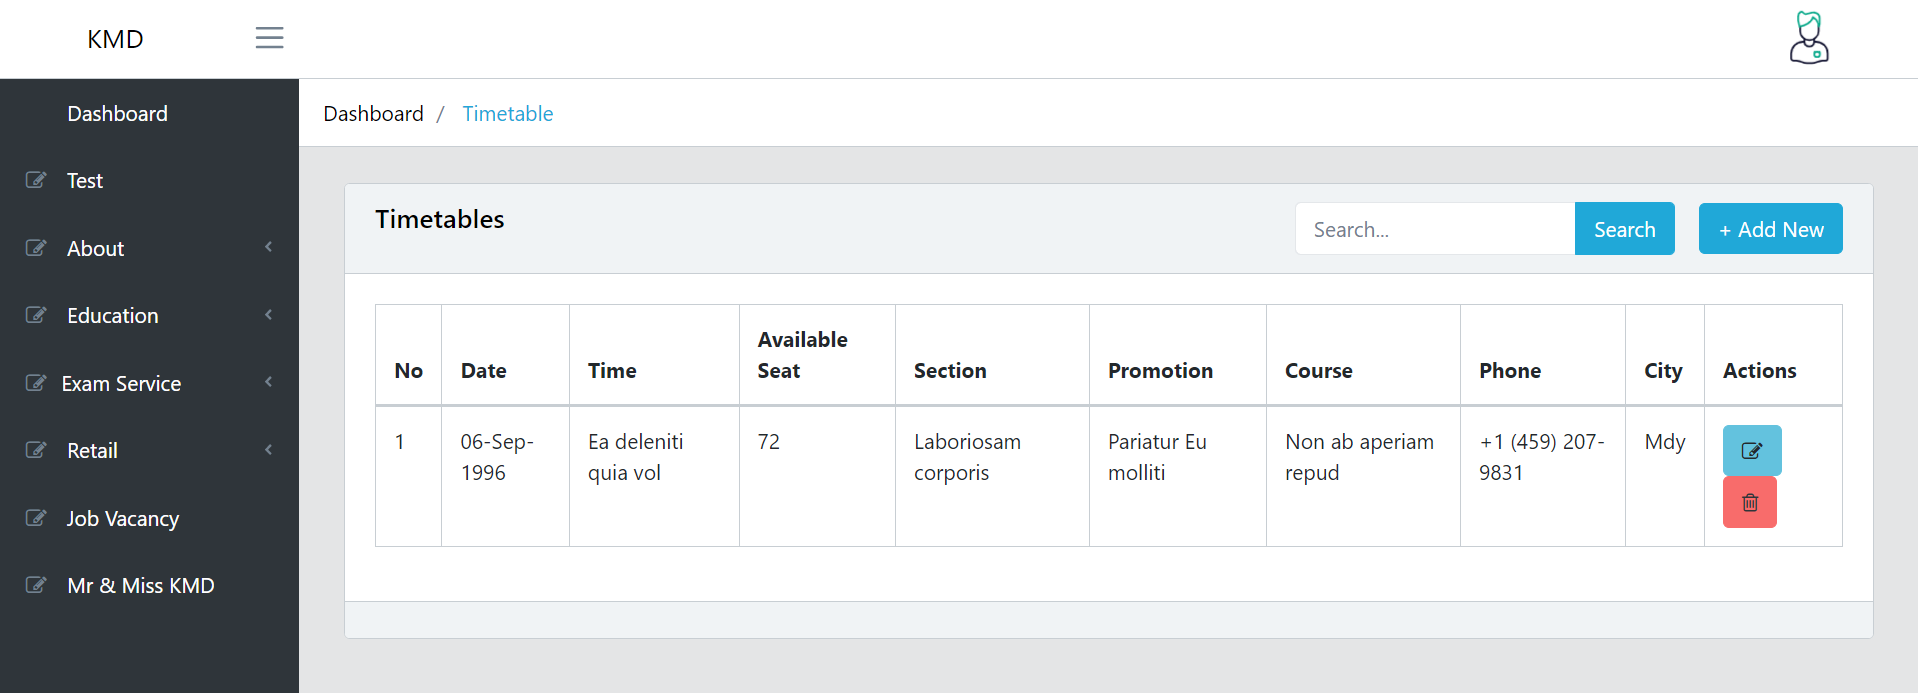 KMD
Dashboard
Test
About
Education
Exam Service
Retail
Job Vacancy
Mr & Miss KMD
Dashboard / Timetable
Timetables
Search...
Search
+ Add New
No
Date
Time
Available
Seat
Section
Promotion
Course
Phone
City
Actions
1
06-Sep-
1996
Ea deleniti
quia vol
72
Laboriosam
corporis
Pariatur Eu
molliti
Non ab aperiam
repud
+1 (459) 207-
9831
Mdy